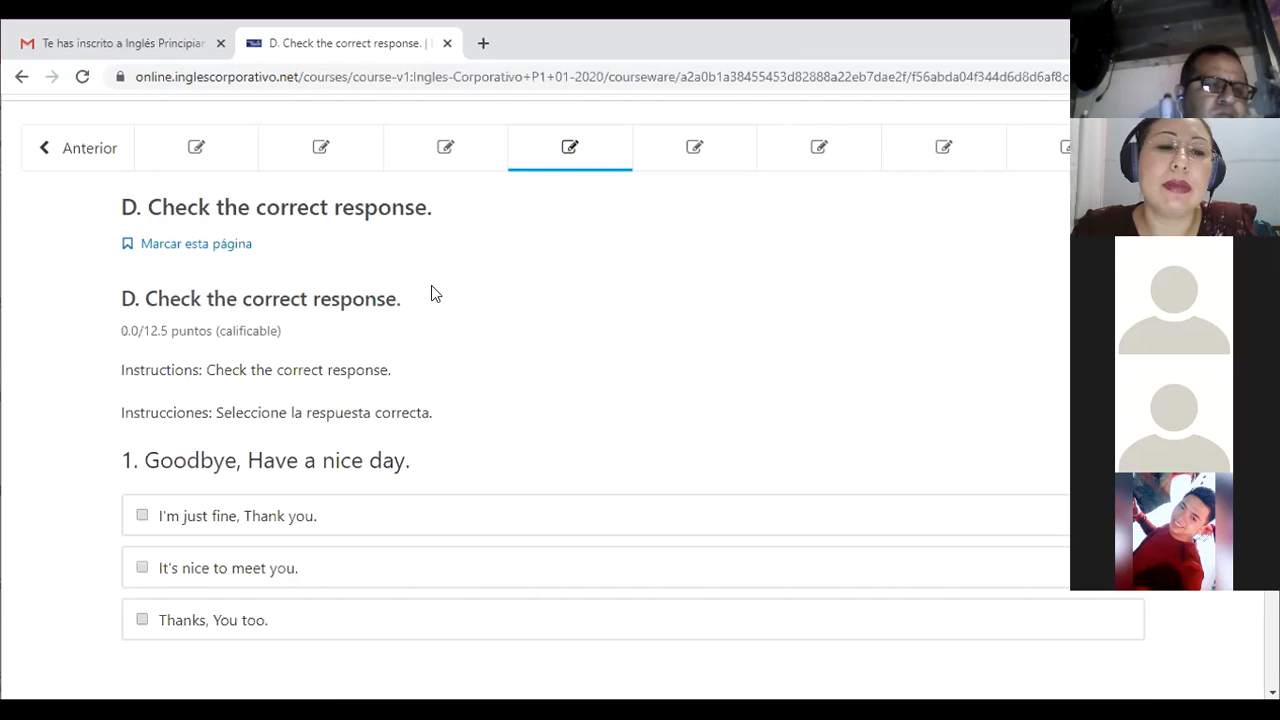 Te has inscrito a Inglés Principiar
D. Check the correct response. |
online.inglescorporativo.net/courses/course-v1:Ingles-Corporativo+P1+01-2020/courseware/a2a0b1a38455453d82888a22eb7dae2f/f56abda04f344d6d8d6af8c
Anterior
D. Check the correct response.
Marcar esta página
D. Check the correct response.
0.0/12.5 puntos (calificable)
Instructions: Check the correct response.
Instrucciones: Seleccione la respuesta correcta.
1. Goodbye, Have a nice day.
I'm just fine, Thank you.
It's nice to meet you.
Thanks, You too.